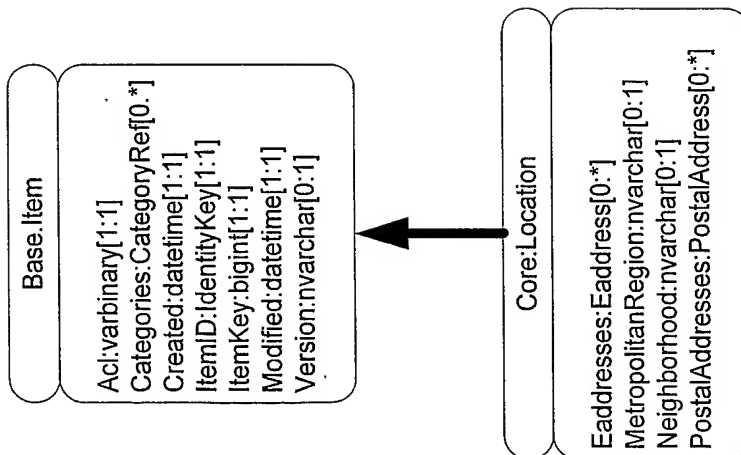 Base.Item
Acl:varbinary[1:1]
Categories:CategoryRef[0.*]
Created:datetime[1:1]
ItemID:IdentityKey[1:1]
ItemKey:bigint[1:1]
Modified:datetime[1:1]
Version:nvarchar[0:1]
Core:Location
Eaddresses:Eaddress[0:*]
MetropolitanRegion:nvarchar[0:1]
Neighborhood:nvarchar[0:1]
PostalAddresses:PostalAddress[0:*]